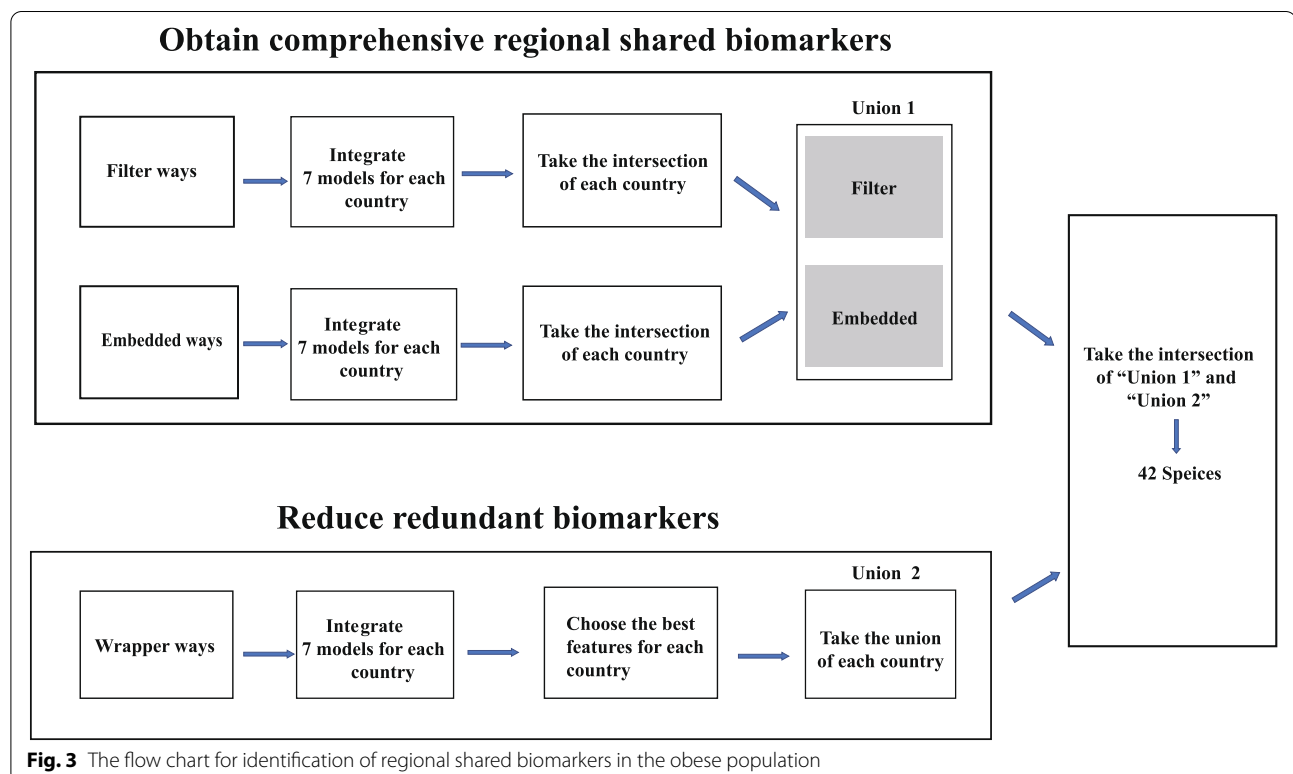 Obtain comprehensive regional shared biomarkers
Filter ways
Integrate
7 models for each
country
Take the intersection
of each country
Union 1
Filter
Embedded ways
Integrate
7 models for each
country
Take the intersection
of each country
Embedded
Take the intersection
of “Union 1” and
“Union 2”
42 Speices
Reduce redundant biomarkers
Wrapper ways
Integrate
7 models for each
country
Choose the best
features for each
country
Union 2
Take the union
of each country
Fig. 3 The flow chart for identification of regional shared biomarkers in the obese population